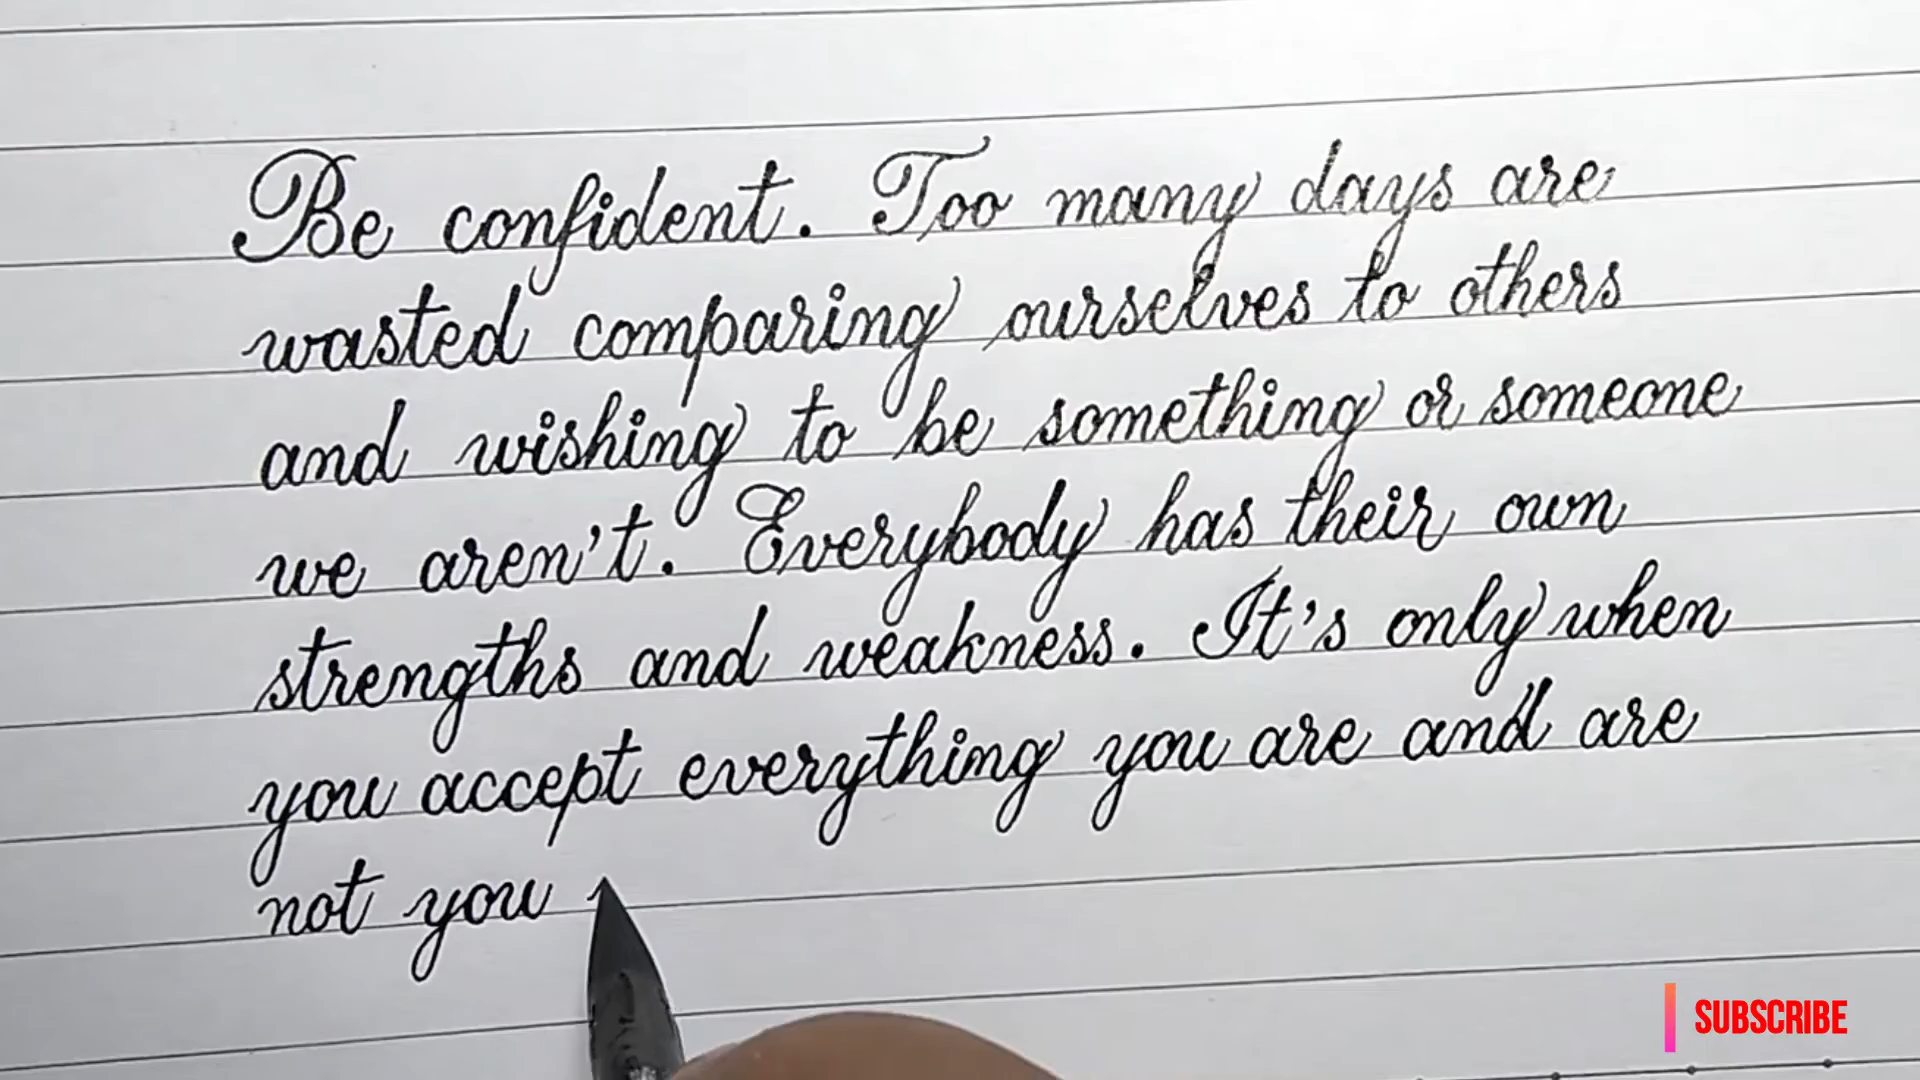 Be confident. Too many days are
wasted comparing ourselves to others
and wishing to be something or someone
we aren't. Everybody has their own
strengths and weakness. It's only when
you accept everything you are and are
not you
SUBSCRIBE